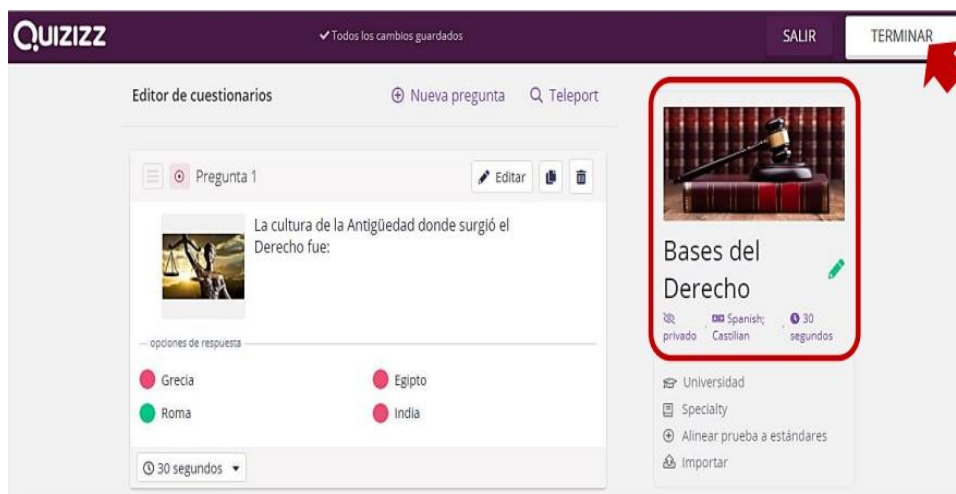 QUIZIZZ
✔ Todos los cambios guardados
SALIR
TERMINAR
Editor de cuestionarios
Nueva pregunta
Teleport
Pregunta 1
Editar
La cultura de la Antigüedad donde surgió el
Derecho fue:
opciones de respuesta
Grecia
Egipto
Roma
India
30 segundos
Bases del
Derecho
privado
Spanish;
Castilian
30
segundos
Universidad
Specialty
Alinear prueba a estándares
Importar